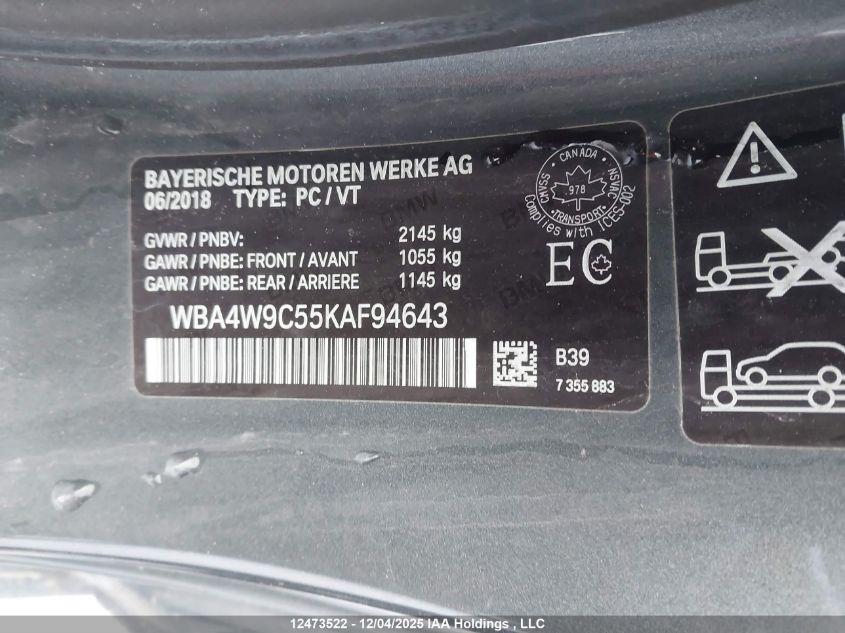 BAYERISCHE MOTOREN WERKE AG
06/2018 TYPE: PC / VT
GVWR / PNBV: 2145 kg
GAWR / PNBE: FRONT / AVANT 1055 kg
GAWR / PNBE: REAR / ARRIERE 1145 kg
WBA4W9C55KAF94643
CANADA
CMVSS
NSVAC
978
TRANSPORT
Complies with ICES-002
EC
B39
7 355 883
12473522 - 12/04/2025 IAA Holdings , LLC